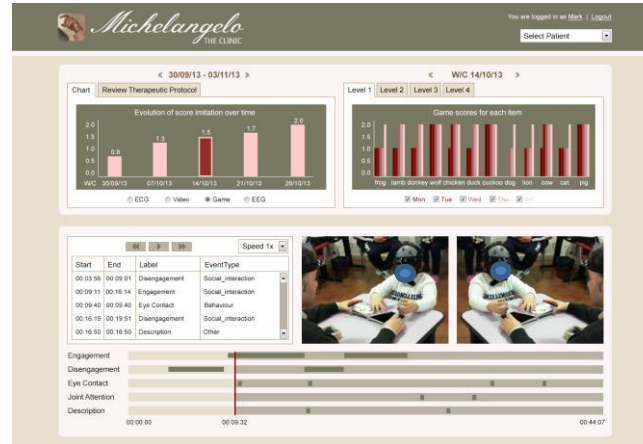 Michelangelo
THE CLINIC
You are logged in as Mark | Logout
Select Patient
< 30/09/13 - 03/11/13 >
Chart
Review Therapeutic Protocol
Evolution of score imitation over time
2.0
1.5
1.0
0.5
0.0
0.8
1.3
1.5
1.7
2.0
W/C 30/09/13 07/10/13 14/10/13 21/10/13 28/10/13
ECG Video Game EEG
< W/C 14/10/13 >
Level 1 Level 2 Level 3 Level 4
Game scores for each item
2.0
1.5
1.0
0.5
0.0
frog lamb donkey wolf chicken duck cuckoo dog lion cow cat pig
Mon Tue Wed Thu
Speed 1x
Start End Label EventType
00:03:56 00:09:01 Disengagement Social_interaction
00:09:11 00:16:14 Engagement Social_interaction
00:09:40 00:09:40 Eye Contact Behaviour
00:16:15 00:19:51 Disengagement Social_interaction
00:16:50 00:16:50 Description Other
Engagement
Disengagement
Eye Contact
Joint Attention
Description
00:00:00 00:09:32 00:44:07